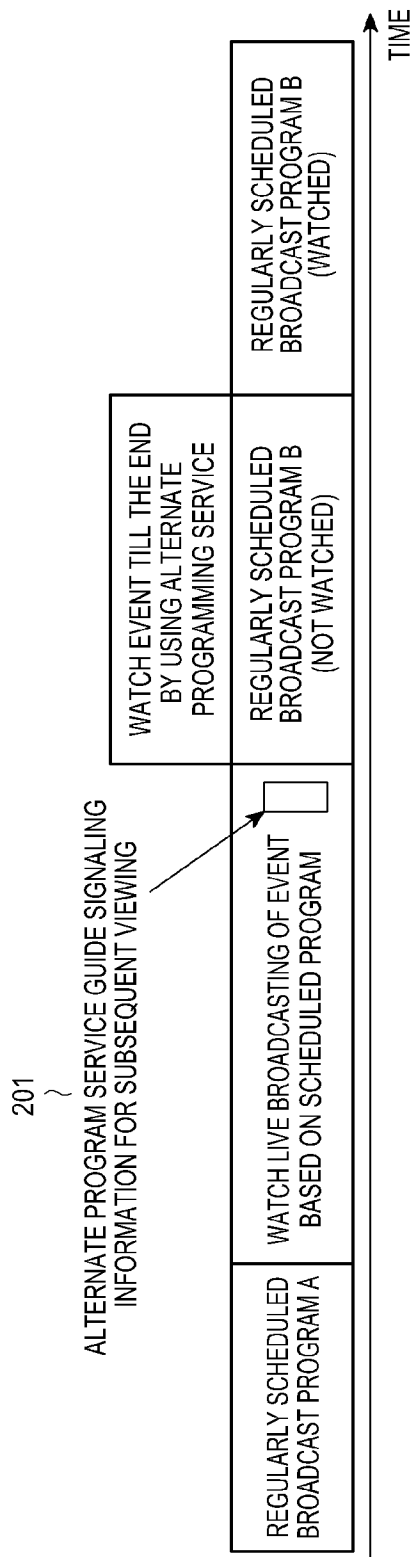 201
ALTERNATE PROGRAM SERVICE GUIDE SIGNALING
INFORMATION FOR SUBSEQUENT VIEWING
WATCH EVENT TILL THE END
BY USING ALTERNATE
PROGRAMMING SERVICE
REGULARLY SCHEDULED
BROADCAST PROGRAM A
WATCH LIVE BROADCASTING OF EVENT
BASED ON SCHEDULED PROGRAM
REGULARLY SCHEDULED
BROADCAST PROGRAM B
(NOT WATCHED)
REGULARLY SCHEDULED
BROADCAST PROGRAM B
(WATCHED)
TIME